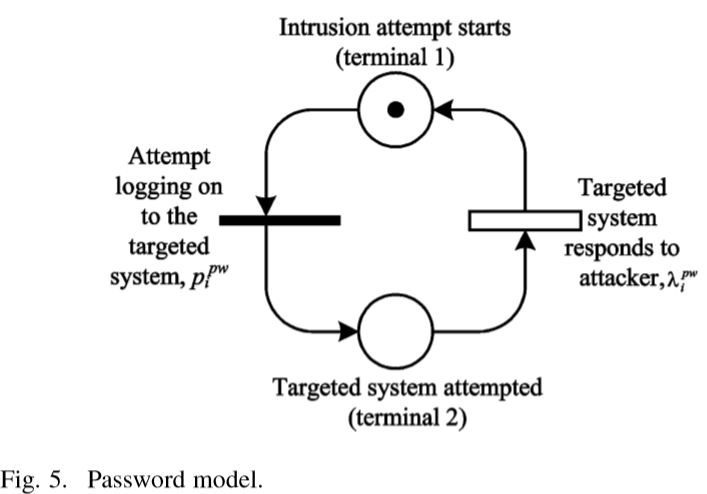 Intrusion attempt starts
(terminal 1)
Attempt
logging on
to the
targeted
system, p_i^pw
Targeted
system
responds to
attacker,λ_i^pw
Targeted system attempted
(terminal 2)
Fig. 5. Password model.